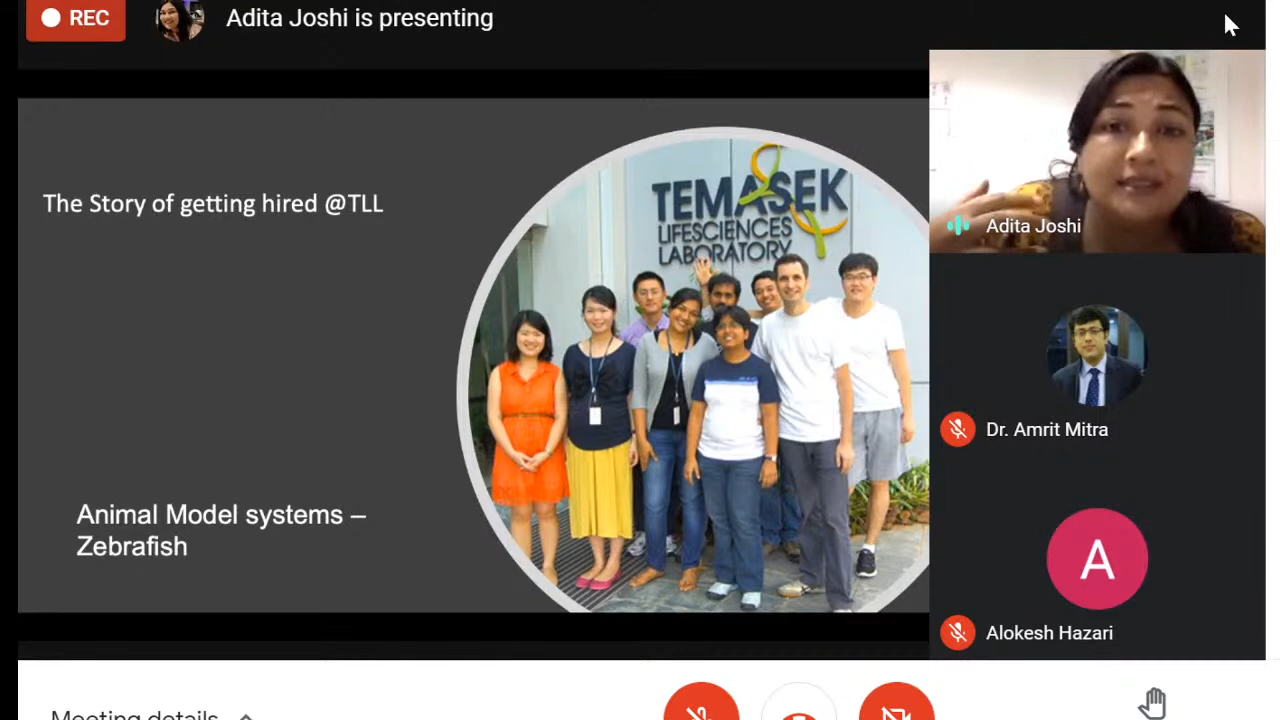 REC
Adita Joshi is presenting
The Story of getting hired @TLL
TEMASEK
LIFESCIENCES
LABORATORY
Animal Model systems –
Zebrafish
Adita Joshi
Dr. Amrit Mitra
A
Alokesh Hazari
Meeting details